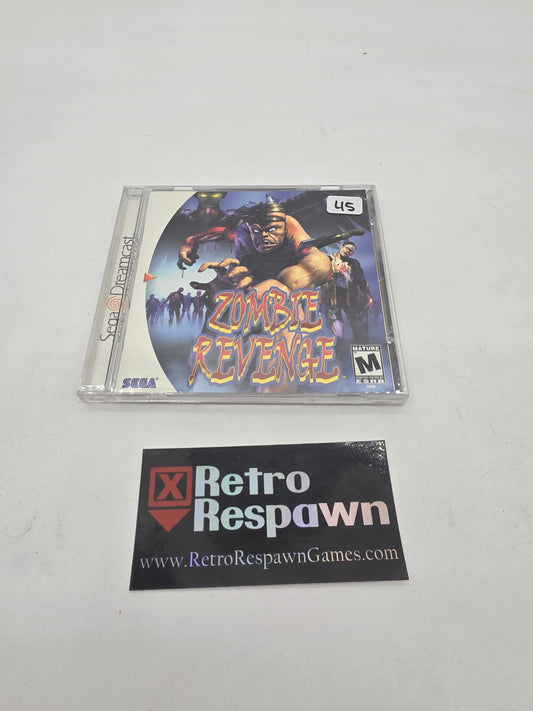 45
Sega Dreamcast
ZOMBIE
REVENGE
SEGA
MATURE
M
ESRB
X Retro
Respawn
www.RetroRespawnGames.com